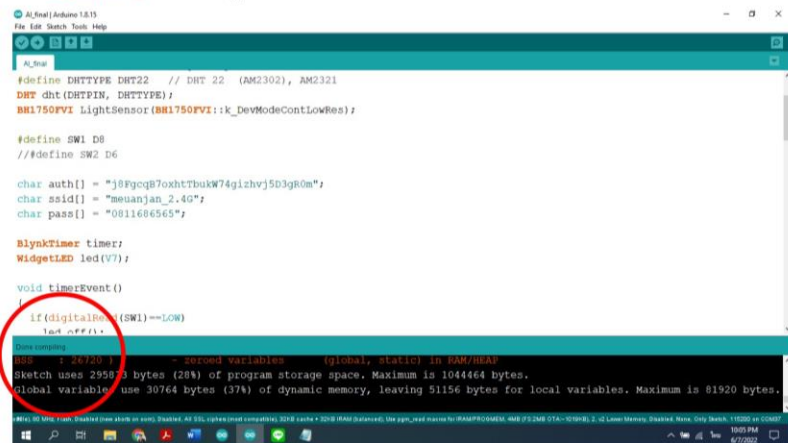 AI_final | Arduino 1.8.15
File Edit Sketch Tools Help
AI_final
#define DHTTYPE DHT22   // DHT 22  (AM2302), AM2321
DHT dht(DHTPIN, DHTTYPE);
BH1750FVI LightSensor(BH1750FVI::k_DevModeContLowRes);
#define SW1 D8
//#define SW2 D6
char auth[] = "j8FgcqB7oxhtTbukW74gizhvj5D3gR0m";
char ssid[] = "meuanjan_2.4G";
char pass[] = "0811686565";
BlynkTimer timer;
WidgetLED led(V7);
void timerEvent()
{
if(digitalRead(SW1)==LOW)
led.off();
Done compiling.
BSS    : 26720 )         - zeroed variables      (global, static) in RAM/HEAP
Sketch uses 295873 bytes (28%) of program storage space. Maximum is 1044464 bytes.
Global variables use 30764 bytes (37%) of dynamic memory, leaving 51156 bytes for local variables. Maximum is 81920 bytes.
10:05 PM
6/7/2022